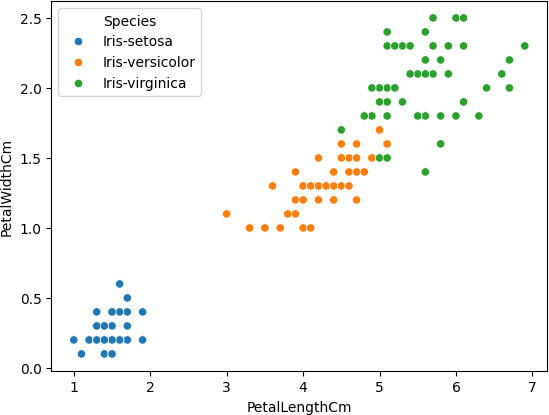 Species
Iris-setosa
Iris-versicolor
Iris-virginica
2.5
2.0
1.5
1.0
0.5
0.0
PetalWidthCm
1 2 3 4 5 6 7
PetalLengthCm